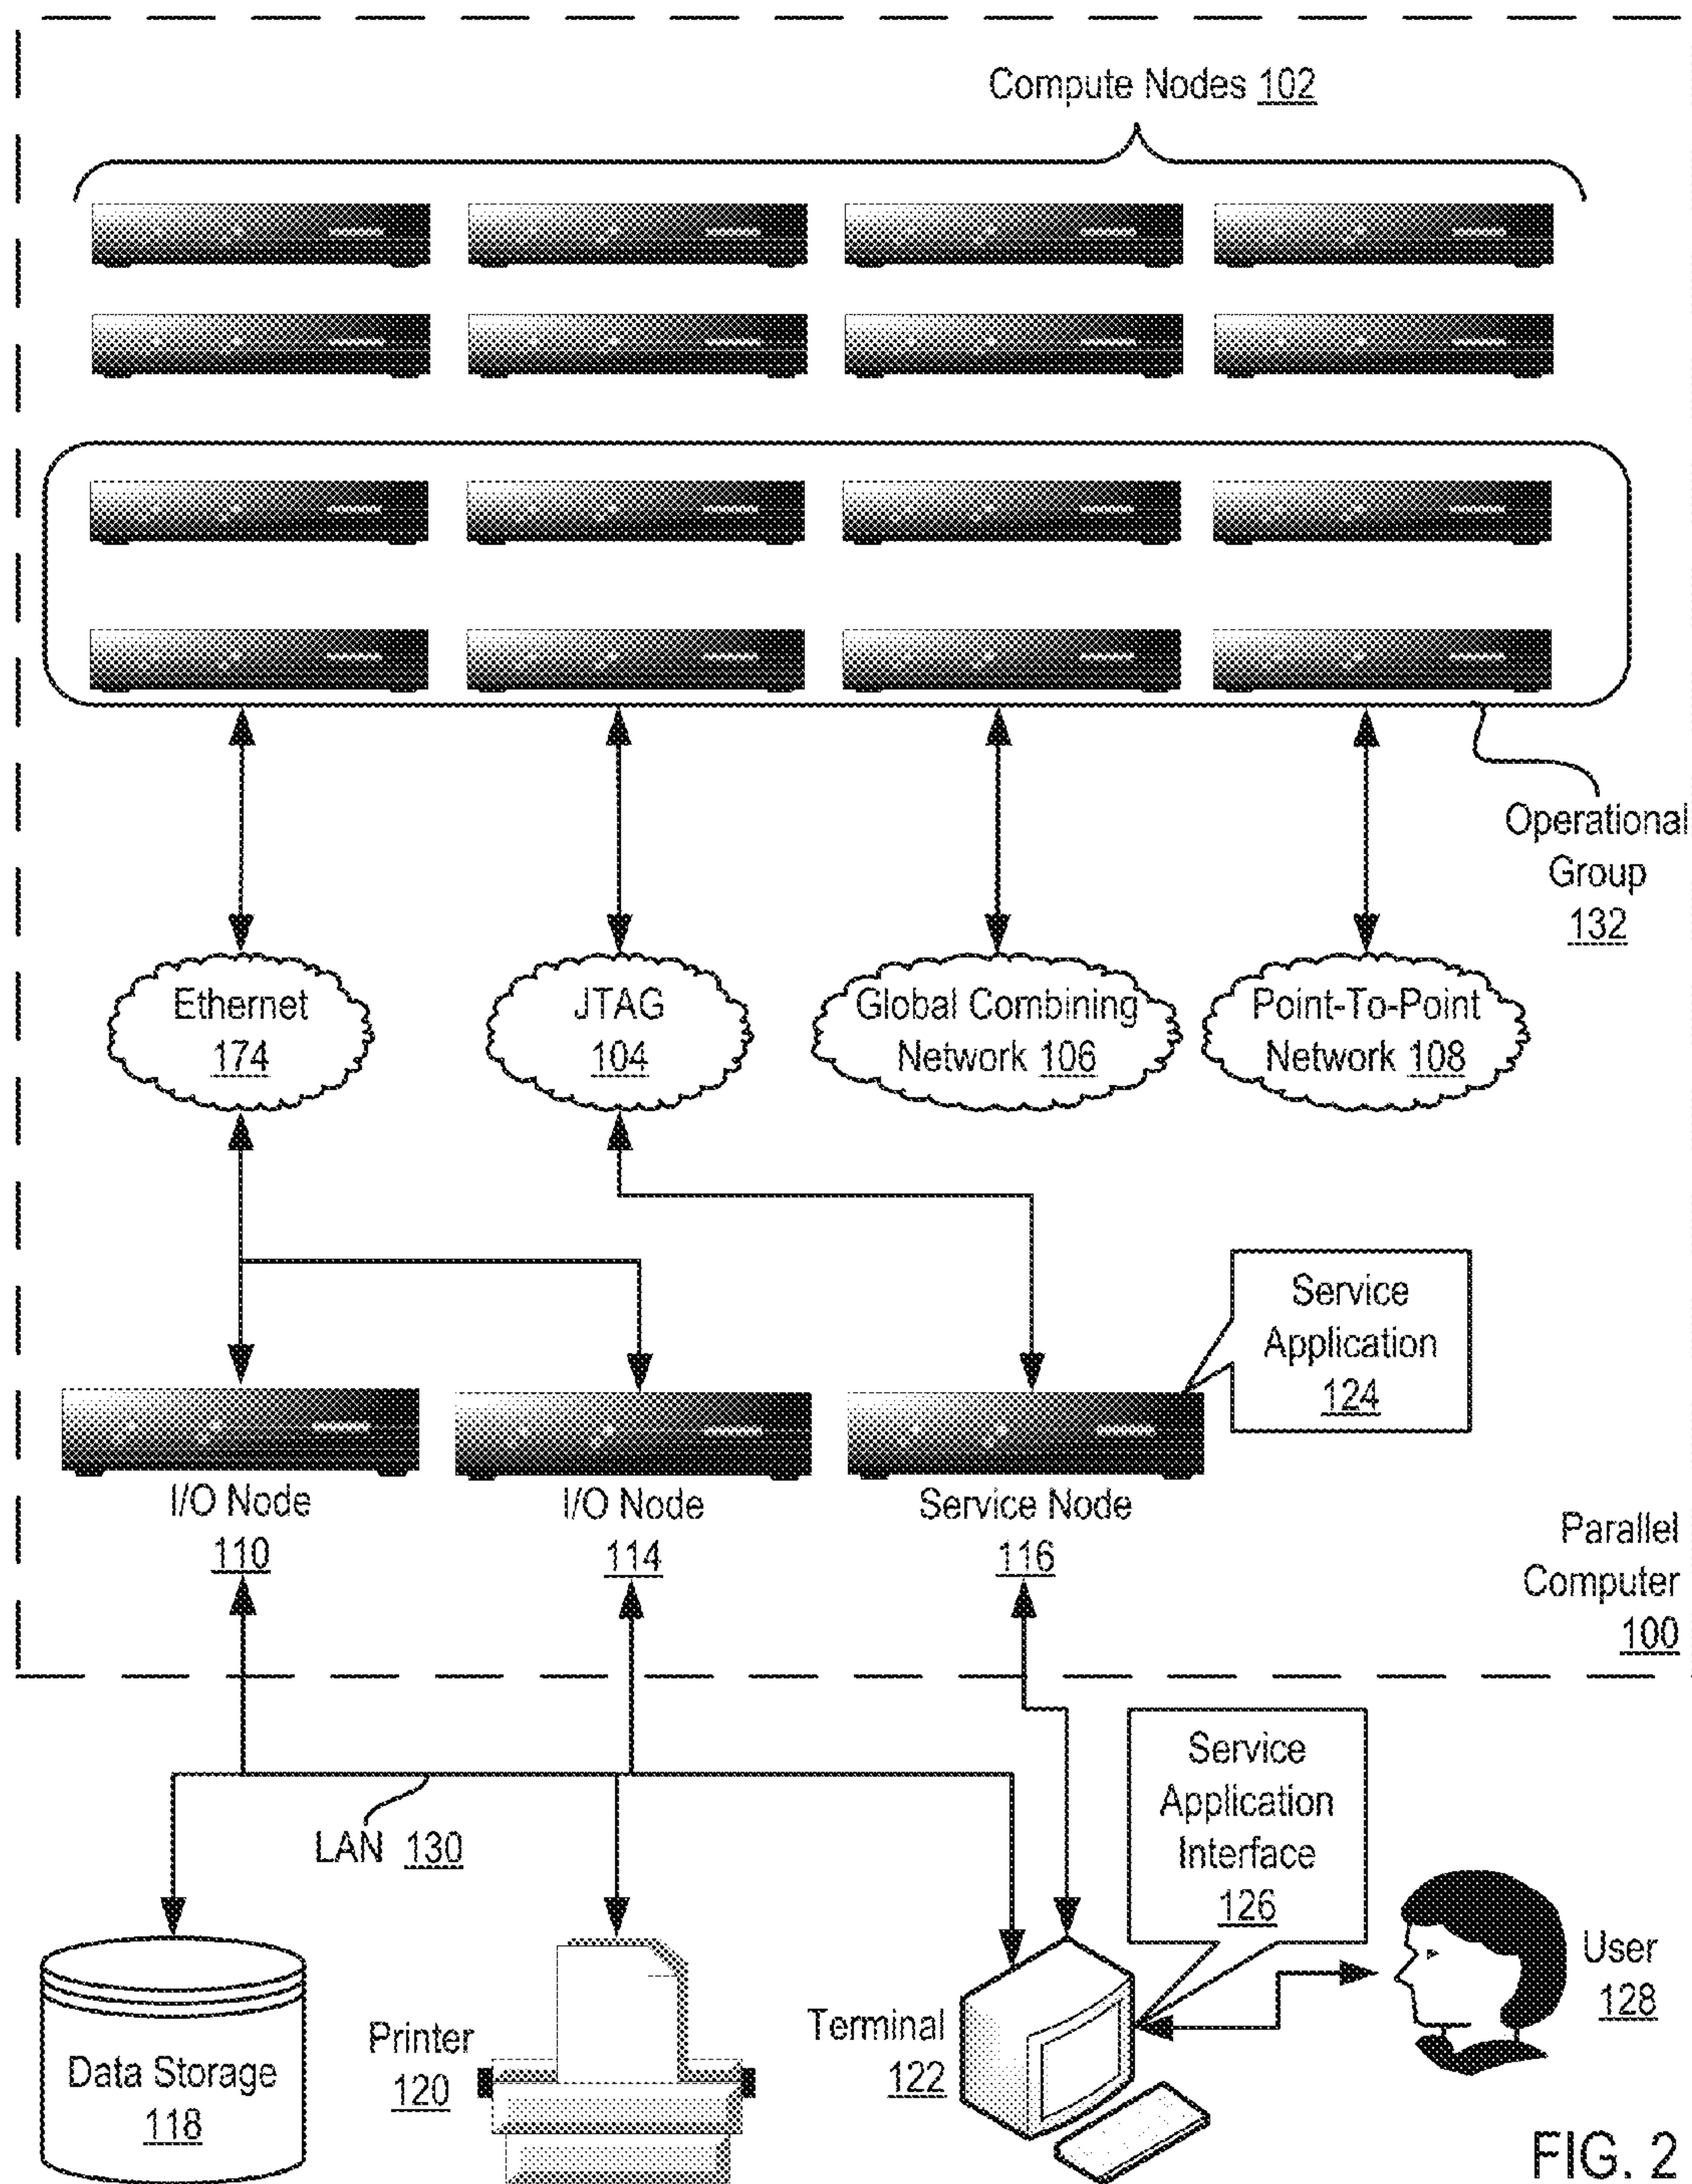 Compute Nodes 102
Operational
Group
132
Ethernet
174
JTAG
104
Global Combining
Network 106
Point-To-Point
Network 108
Service
Application
124
I/O Node
110
I/O Node
114
Service Node
116
Parallel
Computer
100
LAN 130
Service
Application
Interface
126
User
128
Data Storage
118
Printer
120
Terminal
122
FIG. 2